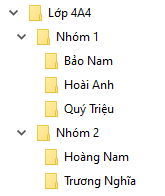 Lớp 4A4
Nhóm 1
Bảo Nam
Hoài Anh
Quý Triệu
Nhóm 2
Hoàng Nam
Trương Nghĩa